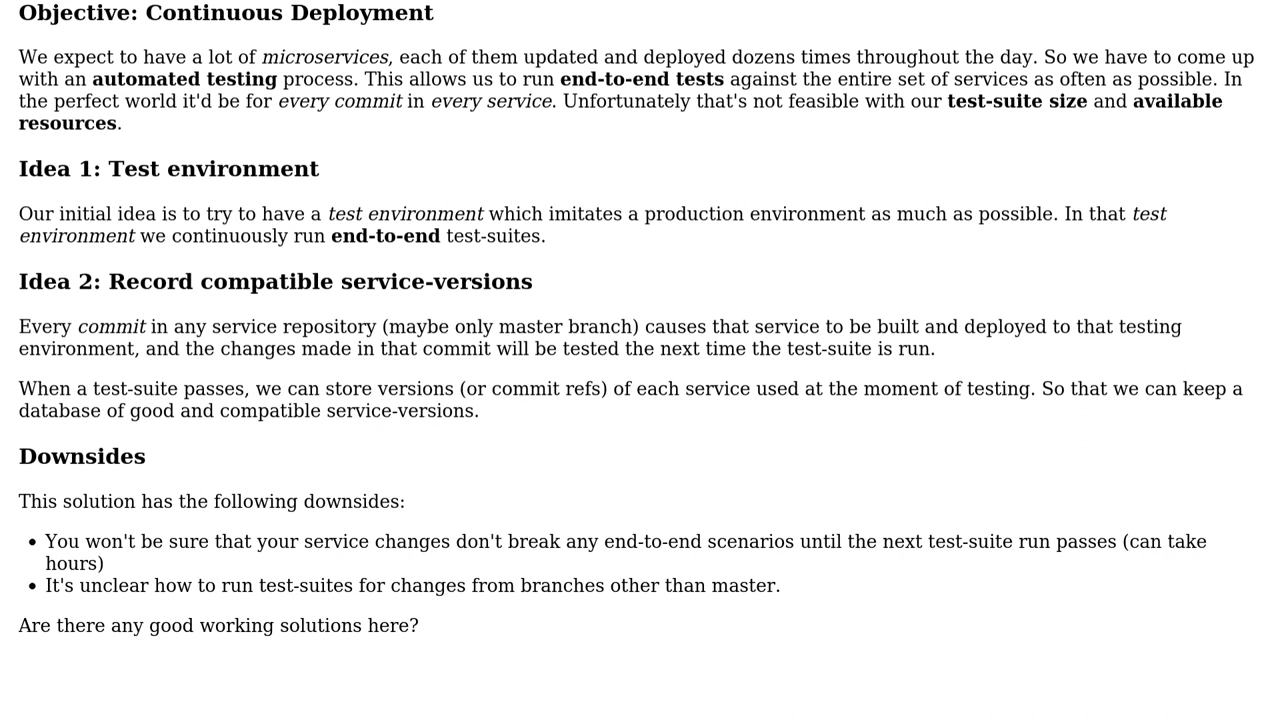 Objective: Continuous Deployment
We expect to have a lot of microservices, each of them updated and deployed dozens times throughout the day. So we have to come up
with an automated testing process. This allows us to run end-to-end tests against the entire set of services as often as possible. In
the perfect world it'd be for every commit in every service. Unfortunately that's not feasible with our test-suite size and available
resources.
Idea 1: Test environment
Our initial idea is to try to have a test environment which imitates a production environment as much as possible. In that test
environment we continuously run end-to-end test-suites.
Idea 2: Record compatible service-versions
Every commit in any service repository (maybe only master branch) causes that service to be built and deployed to that testing
environment, and the changes made in that commit will be tested the next time the test-suite is run.
When a test-suite passes, we can store versions (or commit refs) of each service used at the moment of testing. So that we can keep a
database of good and compatible service-versions.
Downsides
This solution has the following downsides:
• You won't be sure that your service changes don't break any end-to-end scenarios until the next test-suite run passes (can take
hours)
• It's unclear how to run test-suites for changes from branches other than master.
Are there any good working solutions here?